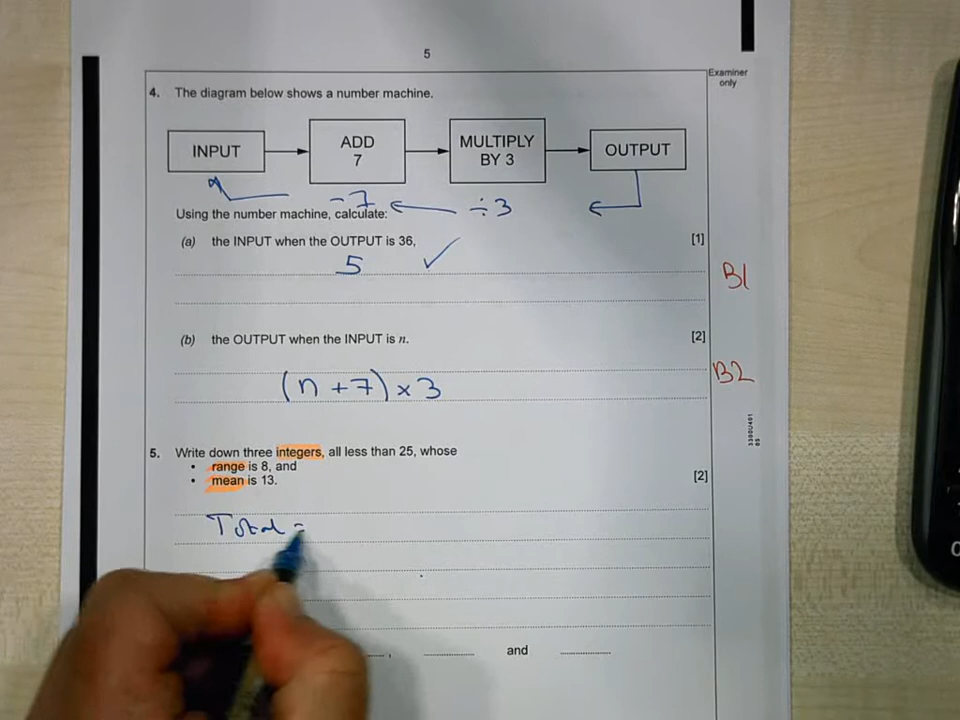 5
Examiner
only
4. The diagram below shows a number machine.
INPUT
ADD
7
MULTIPLY
BY 3
OUTPUT
-7
÷3
Using the number machine, calculate:
(a) the INPUT when the OUTPUT is 36, [1]
5 ✓
B1
(b) the OUTPUT when the INPUT is n. [2]
(n + 7) × 3
B2
5. Write down three integers, all less than 25, whose
• range is 8, and
• mean is 13. [2]
Total =
, and